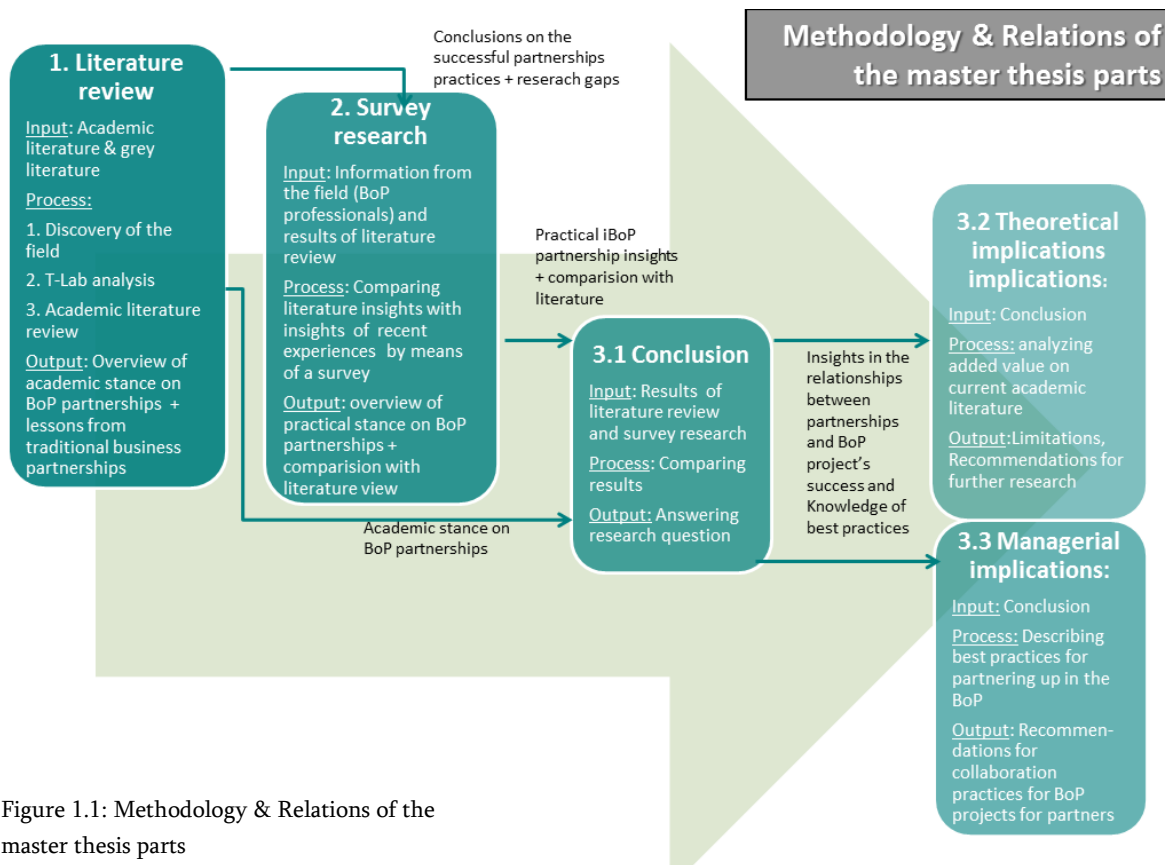 Methodology & Relations of
the master thesis parts
1. Literature
review
Input: Academic
literature & grey
literature
Process:
1. Discovery of the
field
2. T-Lab analysis
3. Academic literature
review
Output: Overview of
academic stance on
BoP partnerships +
lessons from
traditional business
partnerships
Conclusions on the
successful partnerships
practices + reserach gaps
2. Survey
research
Input: Information from
the field (BoP
professionals) and
results of literature
review
Process: Comparing
literature insights with
insights of recent
experiences by means
of a survey
Output: overview of
practical stance on BoP
partnerships +
comparision with
literature view
Academic stance on
BoP partnerships
Practical iBoP
partnership insights
+ comparision with
literature
3.1 Conclusion
Input: Results of
literature review
and survey research
Process: Comparing
results
Output: Answering
research question
Insights in the
relationships
between
partnerships
and BoP
project's
success and
Knowledge of
best practices
3.2 Theoretical
implications
implications:
Input: Conclusion
Process: analyzing
added value on
current academic
literature
Output:Limitations,
Recommendations for
further research
3.3 Managerial
implications:
Input: Conclusion
Process: Describing
best practices for
partnering up in the
BoP
Output: Recommen-
dations for
collaboration
practices for BoP
projects for partners
Figure 1.1: Methodology & Relations of the
master thesis parts